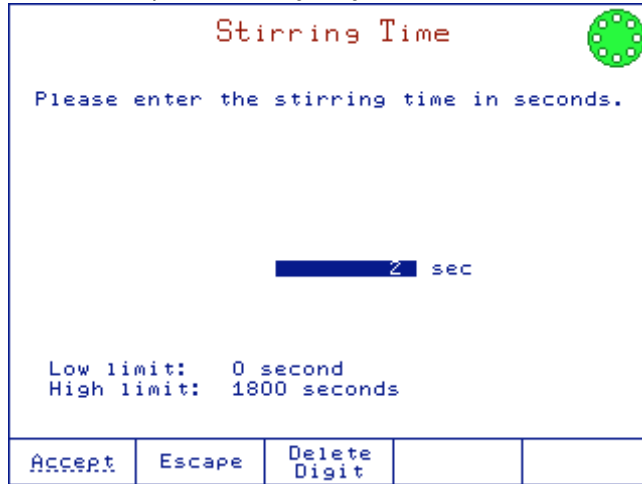 Stirring Time
Please enter the stirring time in seconds.
2 sec
Low limit: 0 second
High limit: 1800 seconds
Accept Escape Delete Digit